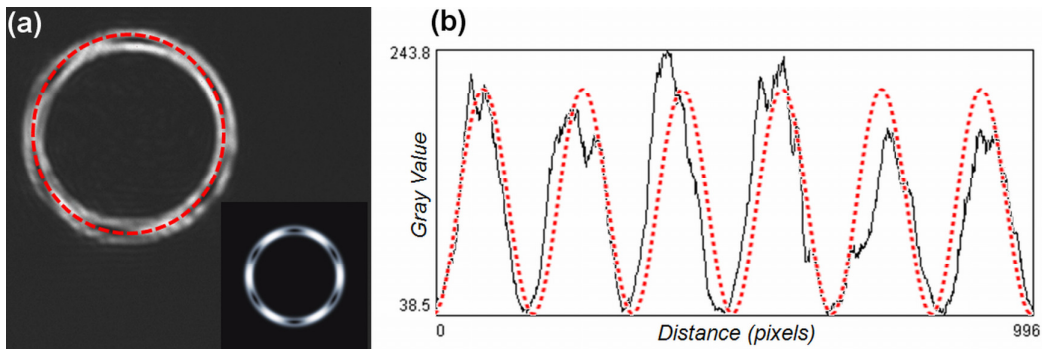 (a)
(b)
243.8
Gray Value
38.5
0
Distance (pixels)
996